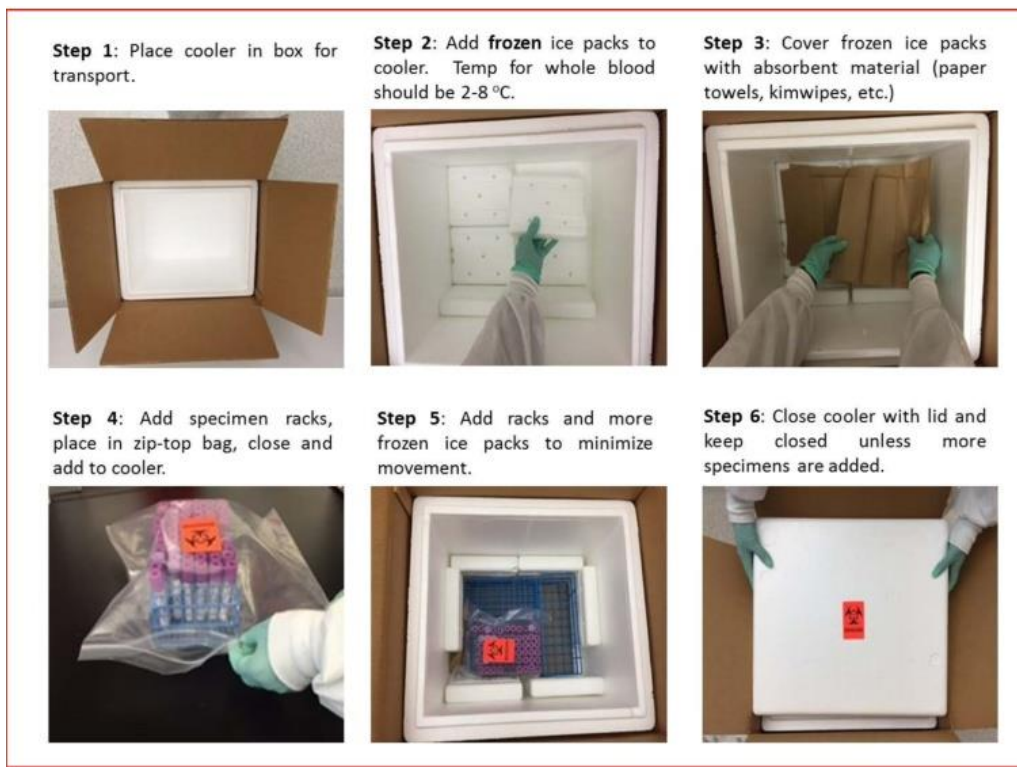 Step 1: Place cooler in box for
transport.
Step 2: Add frozen ice packs to
cooler. Temp for whole blood
should be 2-8 °C.
Step 3: Cover frozen ice packs
with absorbent material (paper
towels, kimwipes, etc.)
Step 4: Add specimen racks,
place in zip-top bag, close and
add to cooler.
Step 5: Add racks and more
frozen ice packs to minimize
movement.
Step 6: Close cooler with lid and
keep closed unless more
specimens are added.